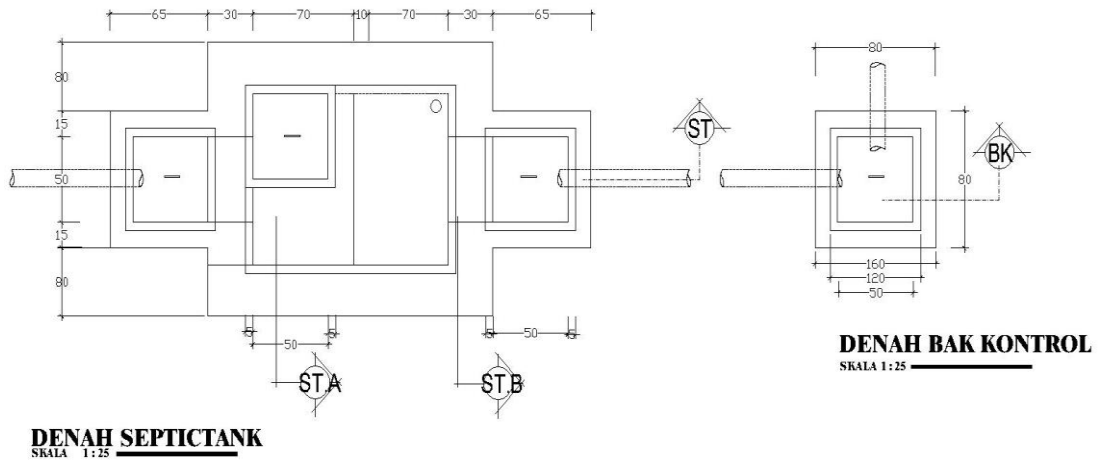 65 30 70 10 70 30 65
80
80
15
50
15
80
ST
BK
80
5 50 5
5 50 5
160
120
50
ST.A
ST.B
DENAH SEPTICTANK
SKALA 1:25
DENAH BAK KONTROL
SKALA 1:25